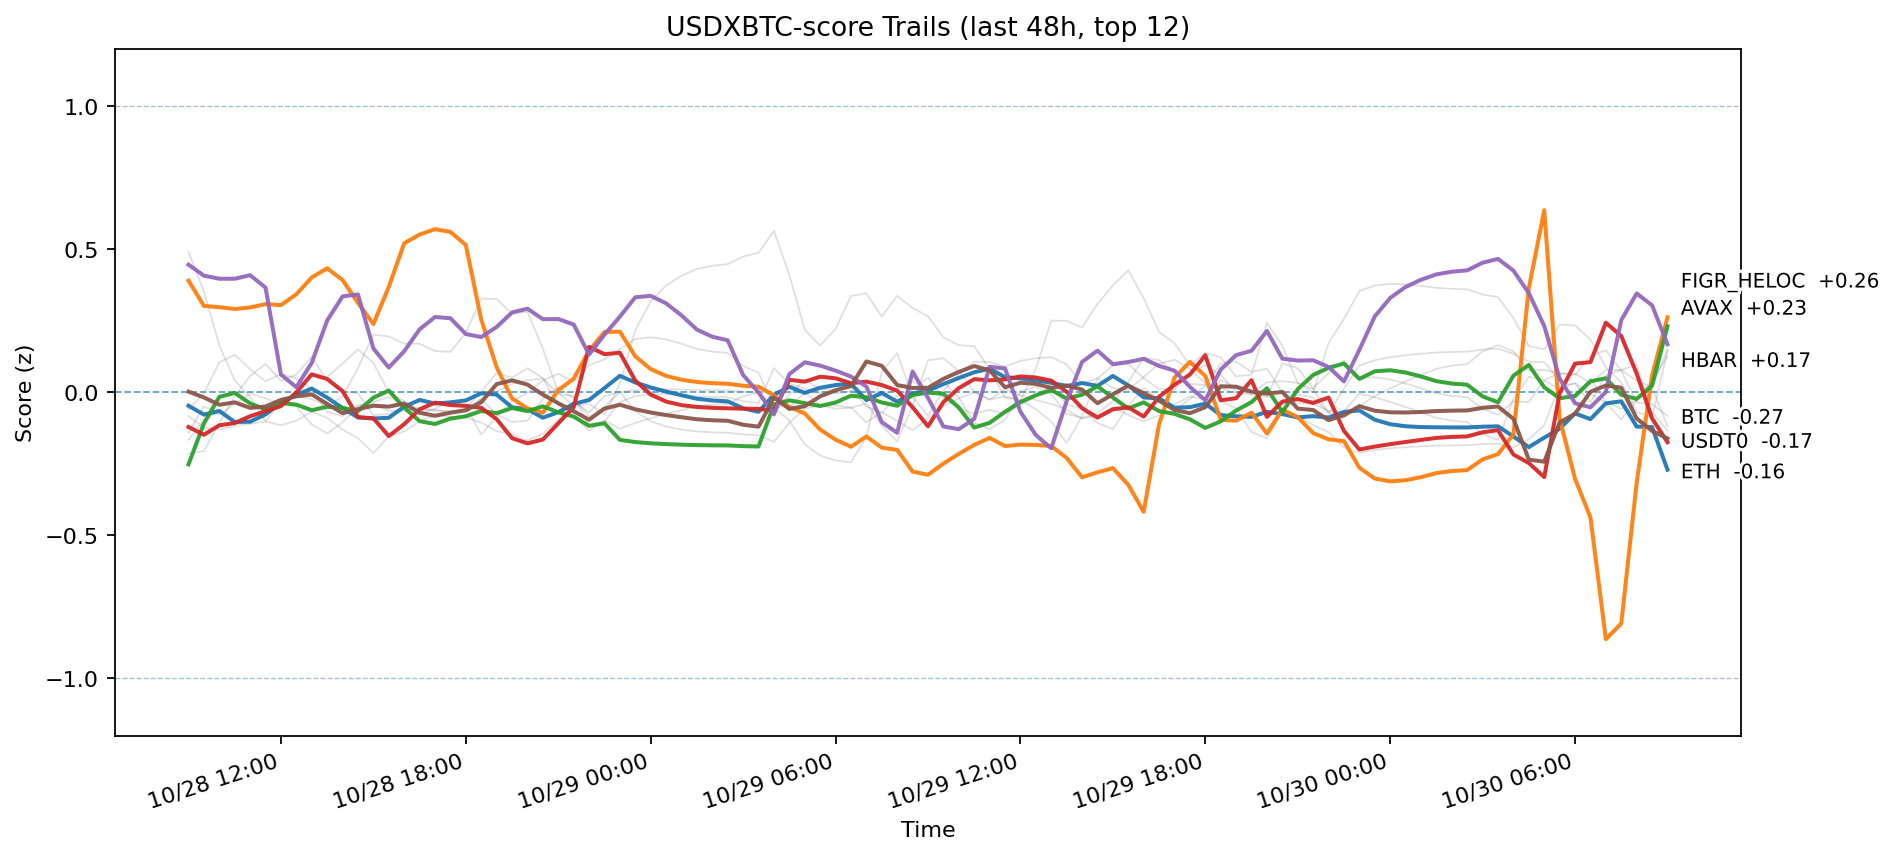 USDXBTC-score Trails (last 48h, top 12)
Score (z)
1.0
0.5
0.0
−0.5
−1.0
FIGR_HELOC +0.26
AVAX +0.23
HBAR +0.17
BTC -0.27
USDT0 -0.17
ETH -0.16
10/28 12:00
10/28 18:00
10/29 00:00
10/29 06:00
10/29 12:00
10/29 18:00
10/30 00:00
10/30 06:00
Time